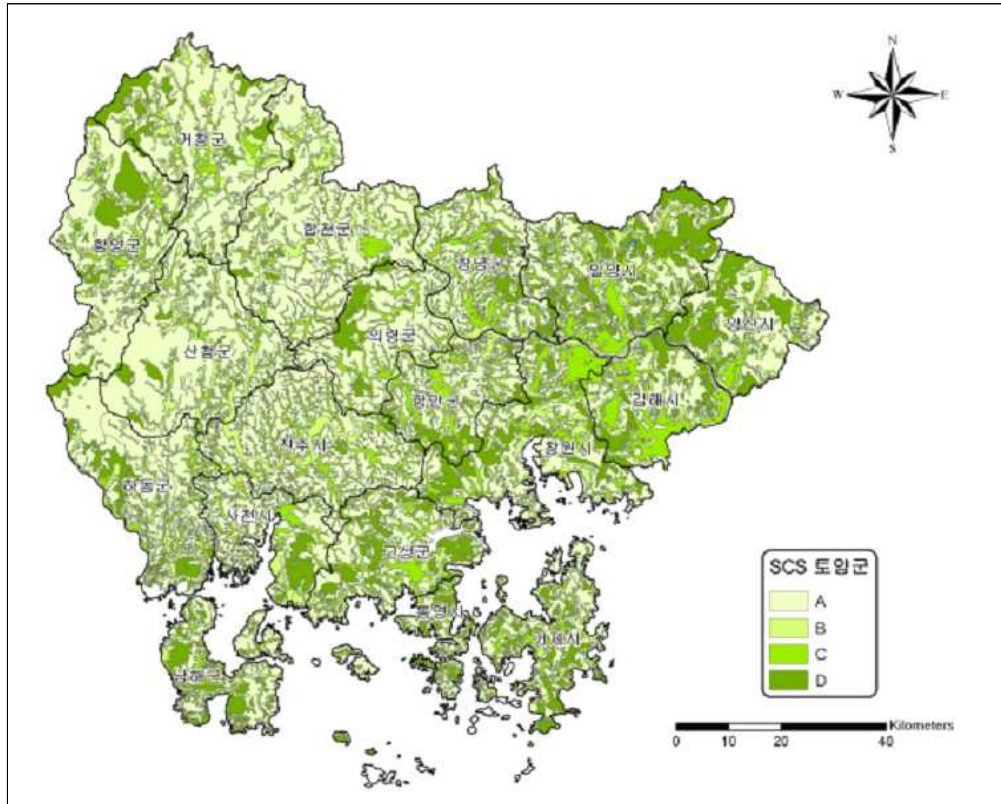 N
W E
S
거창군
함양군
합천군
창녕군
밀양시
양산시
의령군
산청군
함안군
김해시
진주시
창원시
하동군
사천시
고성군
통영시
거제시
남해군
SCS 토양군
A
B
C
D
Kilometers
0 10 20 40